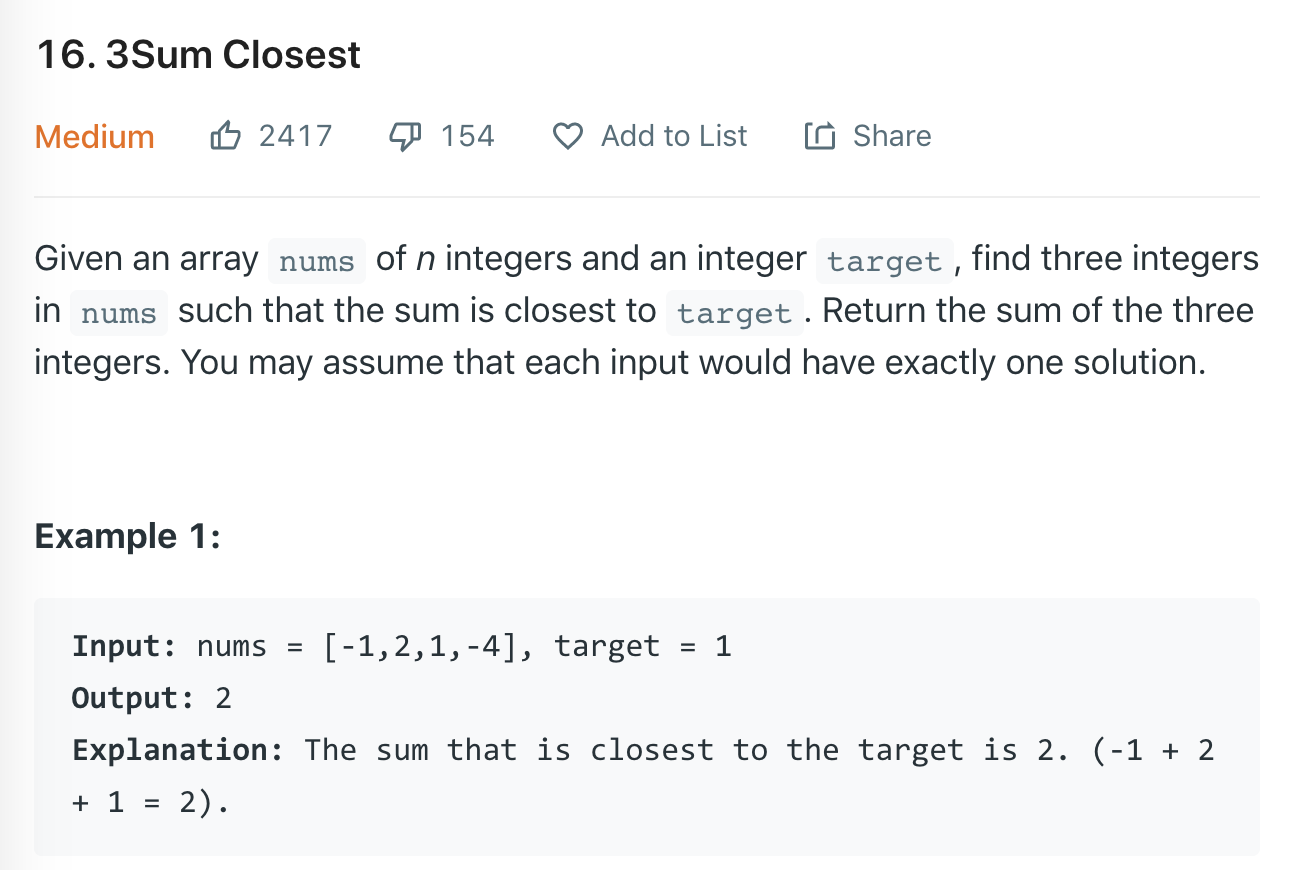 16. 3Sum Closest
Medium 2417 154 Add to List Share
Given an array nums of n integers and an integer target, find three integers
in nums such that the sum is closest to target. Return the sum of the three
integers. You may assume that each input would have exactly one solution.
Example 1:
Input: nums = [-1,2,1,-4], target = 1
Output: 2
Explanation: The sum that is closest to the target is 2. (-1 + 2
+ 1 = 2).